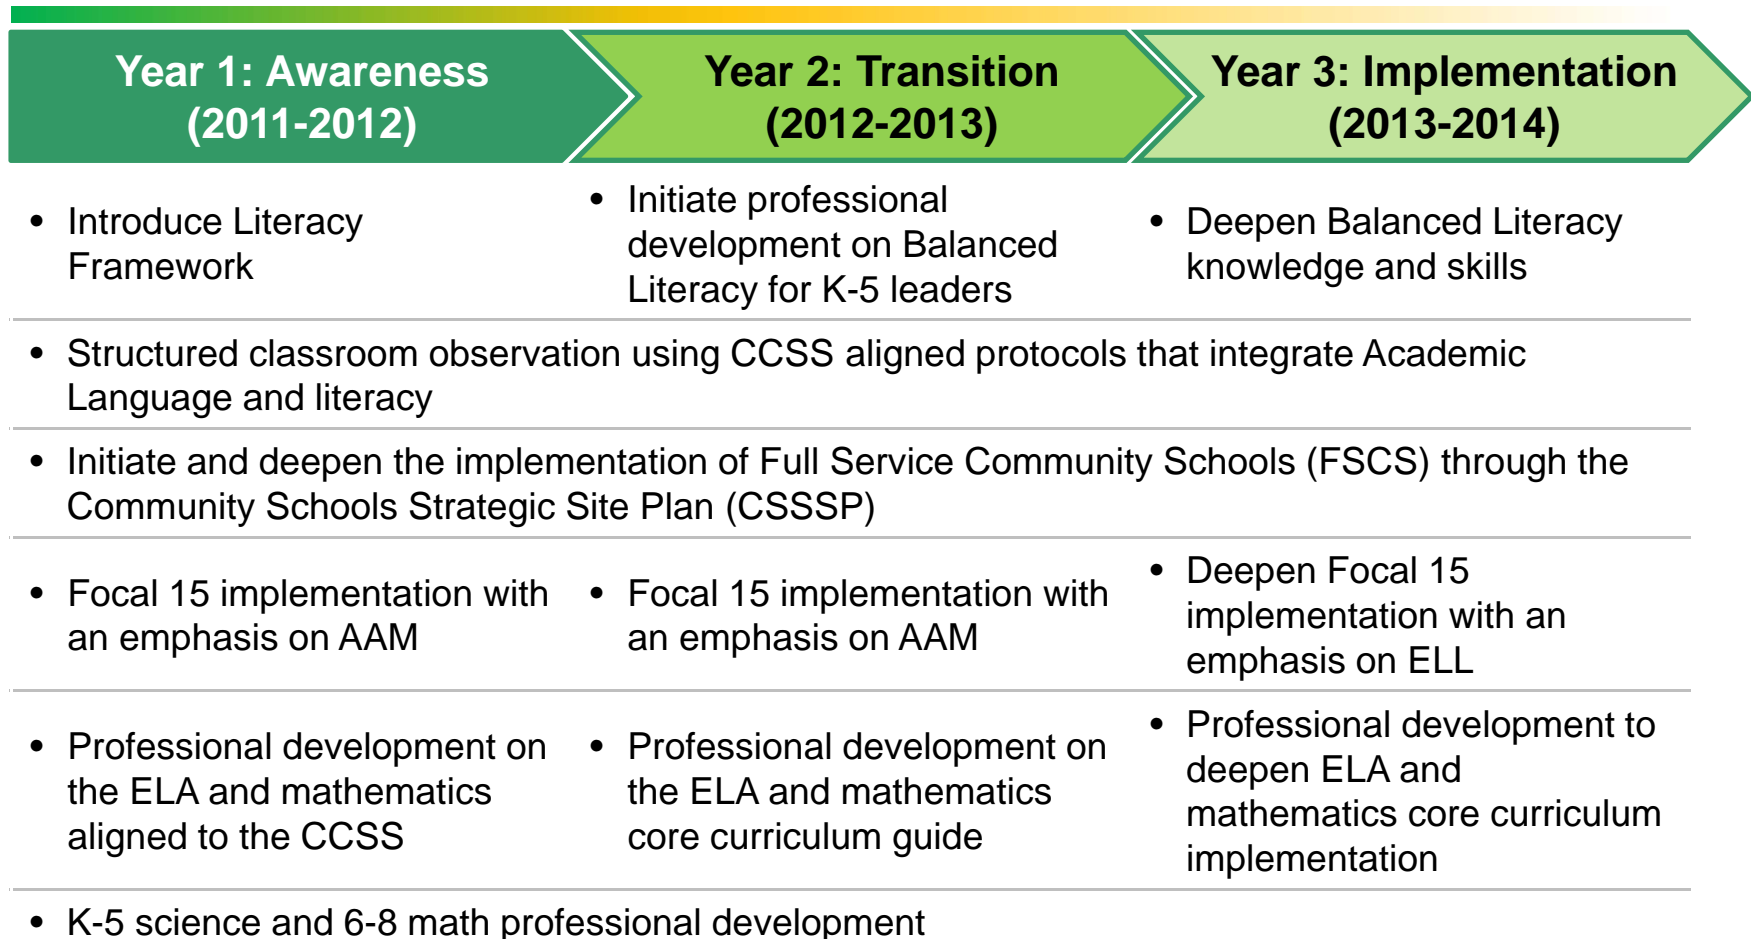 Year 1: Awareness
(2011-2012)
Year 2: Transition
(2012-2013)
Year 3: Implementation
(2013-2014)
• Introduce Literacy
Framework
• Initiate professional
development on Balanced
Literacy for K-5 leaders
• Deepen Balanced Literacy
knowledge and skills
• Structured classroom observation using CCSS aligned protocols that integrate Academic
Language and literacy
• Initiate and deepen the implementation of Full Service Community Schools (FSCS) through the
Community Schools Strategic Site Plan (CSSSP)
• Focal 15 implementation with
an emphasis on AAM
• Focal 15 implementation with
an emphasis on AAM
• Deepen Focal 15
implementation with an
emphasis on ELL
• Professional development on
the ELA and mathematics
aligned to the CCSS
• Professional development on
the ELA and mathematics
core curriculum guide
• Professional development to
deepen ELA and
mathematics core curriculum
implementation
• K-5 science and 6-8 math professional development